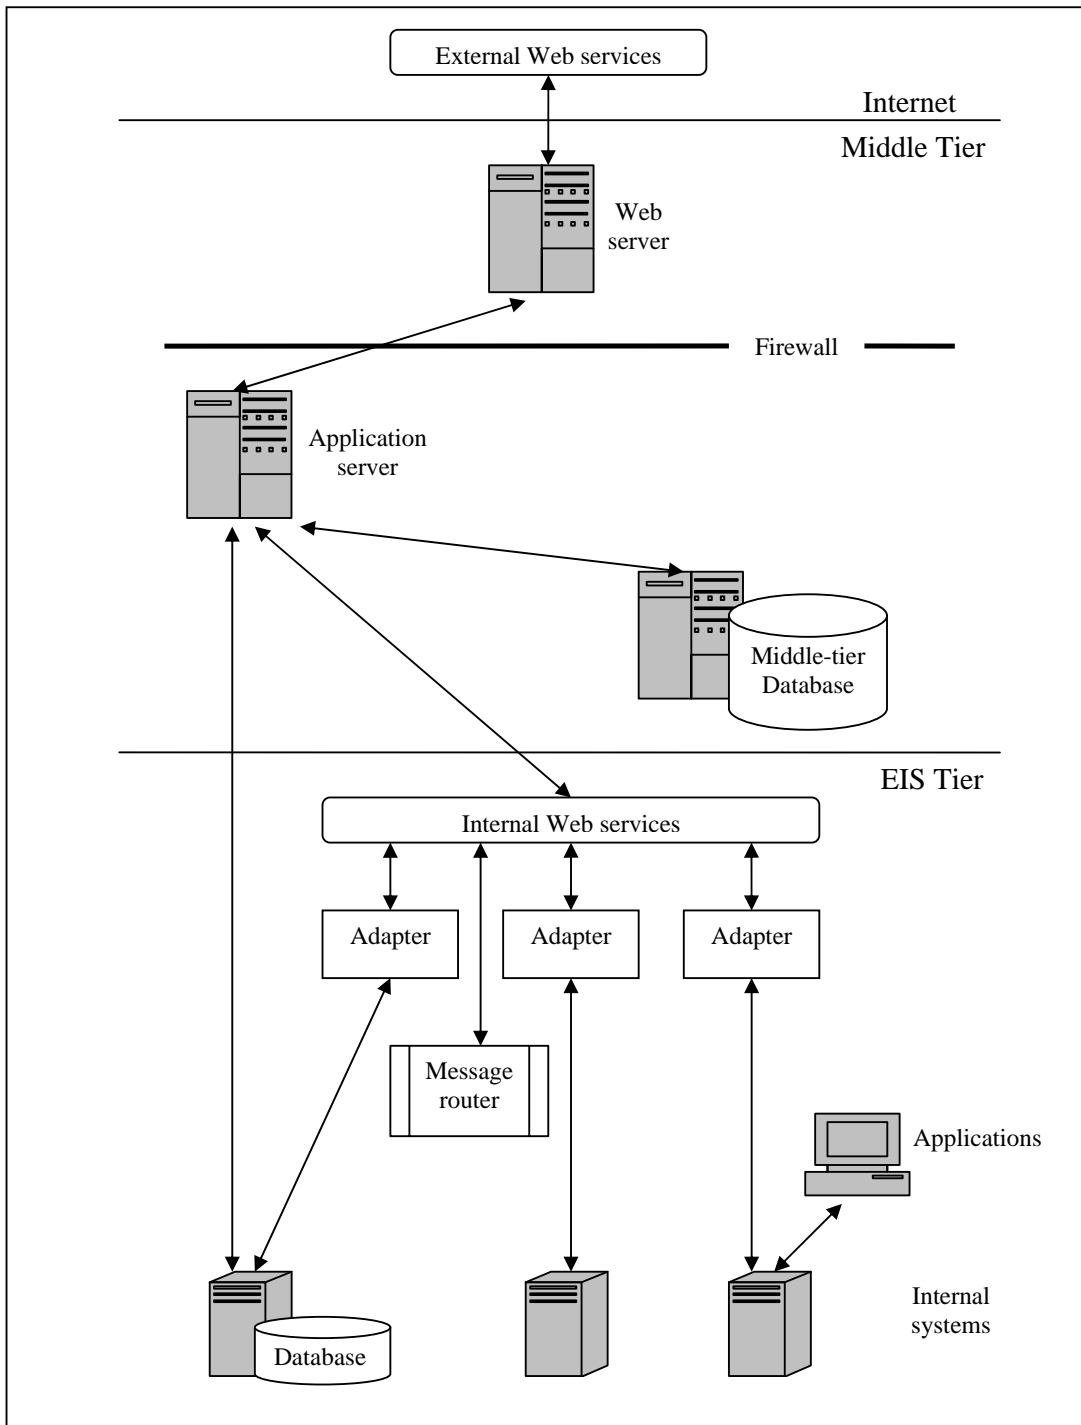 External Web services
Internet
Middle Tier
Web
server
Firewall
Application
server
Middle-tier
Database
EIS Tier
Internal Web services
Adapter
Adapter
Adapter
Message
router
Applications
Internal
systems
Database